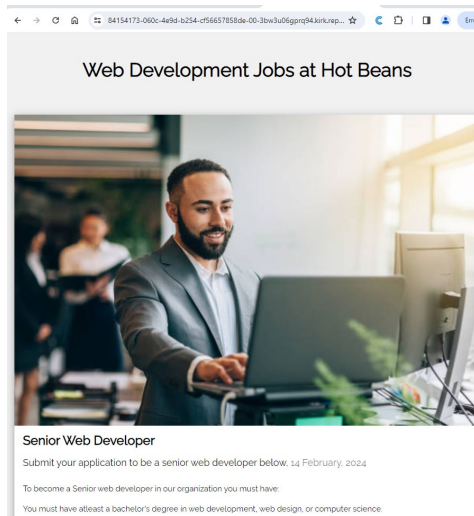 84154173-060c-4e9d-b254-cf56657858de-00-3bw3u06gprq94.kirk.rep...
Web Development Jobs at Hot Beans
Senior Web Developer
Submit your application to be a senior web developer below, 14 February, 2024
To become a Senior web developer in our organization you must have:
You must have atleast a bachelor's degree in web development, web design, or computer science.